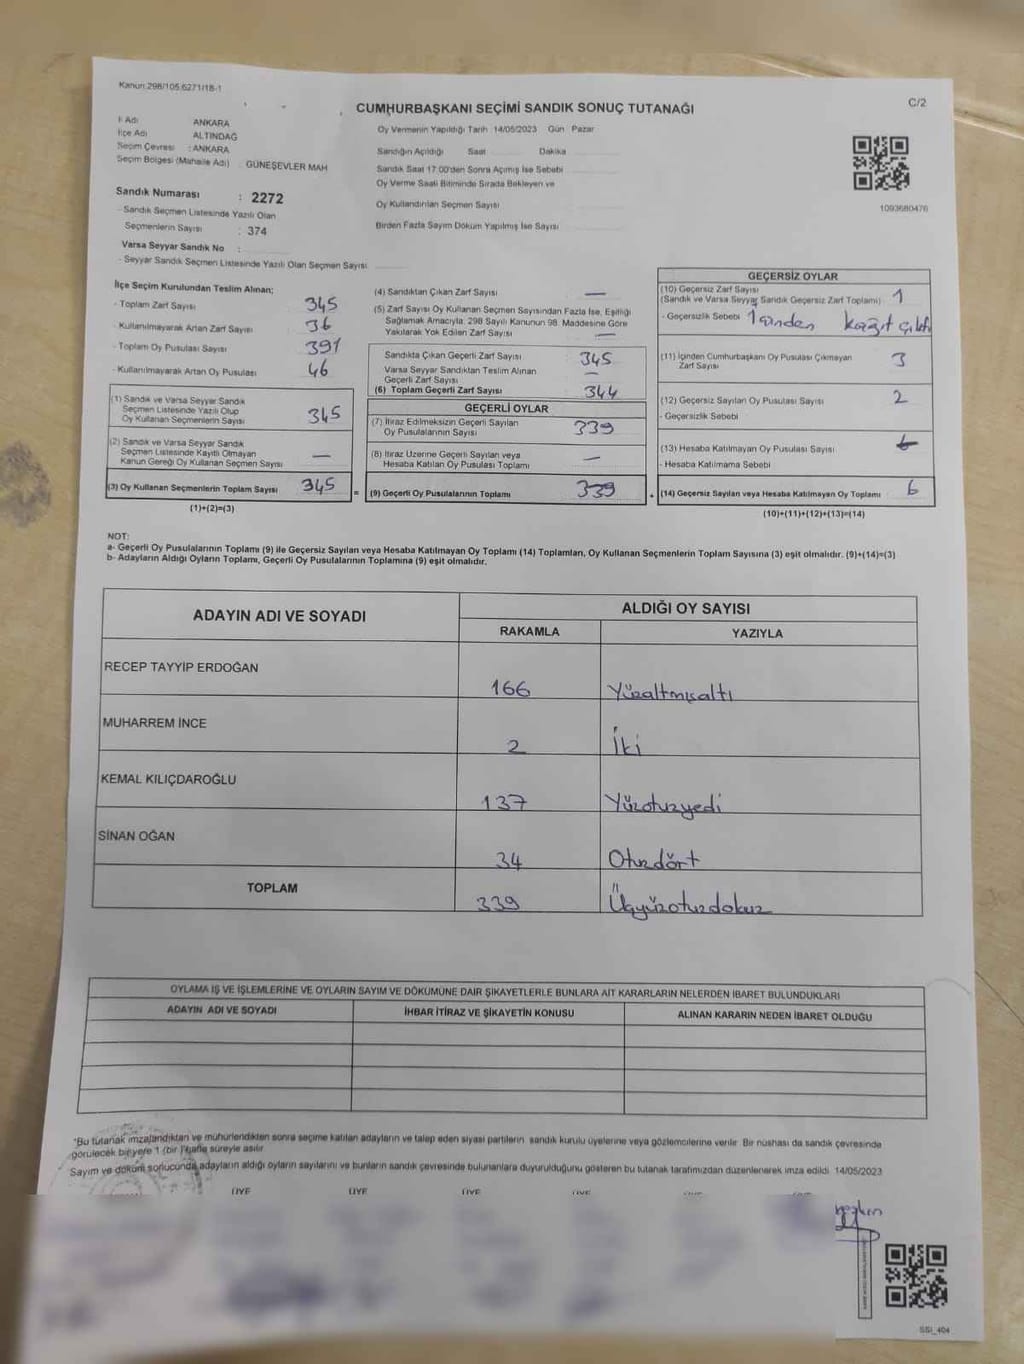 Kanun:298/105.6271/18-1
CUMHURBAŞKANI SEÇİMİ SANDIK SONUÇ TUTANAĞI
C/2
İl Adı ANKARA
İlçe Adı ALTINDAĞ
Seçim Çevresi : ANKARA
Seçim Bölgesi (Mahalle Adı) : GÜNEŞEVLER MAH
Oy Vermenin Yapıldığı Tarih 14/05/2023 Gün Pazar
Sandığın Açıldığı Saat Dakika
Sandık Saat 17:00'den Sonra Açımış İse Sebebi
Oy Verme Saati Bitiminde Sırada Bekleyen ve
Oy Kullandırılan Seçmen Sayısı
Birden Fazla Sayım Döküm Yapılmış İse Sayısı
1093680476
Sandık Numarası : 2272
- Sandık Seçmen Listesinde Yazılı Olan
Seçmenlerin Sayısı : 374
Varsa Seyyar Sandık No :
- Seyyar Sandık Seçmen Listesinde Yazılı Olan Seçmen Sayısı
İlçe Seçim Kurulundan Teslim Alınan;
- Toplam Zarf Sayısı 345
- Kullanılmayarak Artan Zarf Sayısı 36
- Toplam Oy Pusulası Sayısı 391
- Kullanılmayarak Artan Oy Pusulası 46
(1) Sandık ve Varsa Seyyar Sandık
Seçmen Listesinde Yazılı Olup
Oy Kullanan Seçmenlerin Sayısı 345
(2) Sandık ve Varsa Seyyar Sandık
Seçmen Listesinde Kayıtlı Olmayan
Kanun Gereği Oy Kullanan Seçmen Sayısı —
(3) Oy Kullanan Seçmenlerin Toplam Sayısı 345
(1)+(2)=(3)
(4) Sandıktan Çıkan Zarf Sayısı —
(5) Zarf Sayısı Oy Kullanan Seçmen Sayısından Fazla İse, Eşitliği
Sağlamak Amacıyla, 298 Sayılı Kanunun 98. Maddesine Göre
Yakılarak Yok Edilen Zarf Sayısı —
Sandıkta Çıkan Geçerli Zarf Sayısı 345
Varsa Seyyar Sandıktan Teslim Alınan
Geçerli Zarf Sayısı —
(6) Toplam Geçerli Zarf Sayısı 344
GEÇERLİ OYLAR
(7) İtiraz Edilmeksizin Geçerli Sayılan
Oy Pusulalarının Sayısı 339
(8) İtiraz Üzerine Geçerli Sayılan veya
Hesaba Katılan Oy Pusulası Toplamı —
= (9) Geçerli Oy Pusulalarının Toplamı 339
GEÇERSİZ OYLAR
(10) Geçersiz Zarf Sayısı
(Sandık ve Varsa Seyyar Sandık Geçersiz Zarf Toplamı) 1
- Geçersizlik Sebebi 1 sinden kağıt çıktı
(11) İçinden Cumhurbaşkanı Oy Pusulası Çıkmayan
Zarf Sayısı 3
(12) Geçersiz Sayılan Oy Pusulası Sayısı 2
- Geçersizlik Sebebi
(13) Hesaba Katılmayan Oy Pusulası Sayısı
- Hesaba Katılmama Sebebi
+ (14) Geçersiz Sayılan veya Hesaba Katılmayan Oy Toplamı 6
(10)+(11)+(12)+(13)=(14)
NOT:
a- Geçerli Oy Pusulalarının Toplamı (9) ile Geçersiz Sayılan veya Hesaba Katılmayan Oy Toplamı (14) Toplamları, Oy Kullanan Seçmenlerin Toplam Sayısına (3) eşit olmalıdır. (9)+(14)=(3)
b- Adayların Aldığı Oyların Toplamı, Geçerli Oy Pusulalarının Toplamına (9) eşit olmalıdır.
ADAYIN ADI VE SOYADI
ALDIĞI OY SAYISI
RAKAMLA YAZIYLA
RECEP TAYYİP ERDOĞAN 166 Yüzaltmışaltı
MUHARREM İNCE 2 İki
KEMAL KILIÇDAROĞLU 137 Yüzotuzyedi
SİNAN OĞAN 34 Otuzdört
TOPLAM 339 Üçyüzotuzdokuz
OYLAMA İŞ VE İŞLEMLERİNE VE OYLARIN SAYIM VE DÖKÜMÜNE DAİR ŞİKAYETLERLE BUNLARA AİT KARARLARIN NELERDEN İBARET BULUNDUKLARI
ADAYIN ADI VE SOYADI İHBAR İTİRAZ VE ŞİKAYETİN KONUSU ALINAN KARARIN NEDEN İBARET OLDUĞU
*Bu tutanak imzalandıktan ve mühürlendikten sonra seçime katılan adayların ve talep eden siyasi partilerin sandık kurulu üyelerine veya gözlemcilerine verilir. Bir nüshası da sandık çevresinde
görülecek bir yere 1 (bir) hafta süreyle asılır
Sayım ve döküm sonucunda adayların aldığı oyların sayılarını ve bunların sandık çevresinde bulunanlara duyurulduğunu gösteren bu tutanak tarafımızdan düzenlenerek imza edildi 14/05/2023
ÜYE ÜYE ÜYE ÜYE
SSI_404